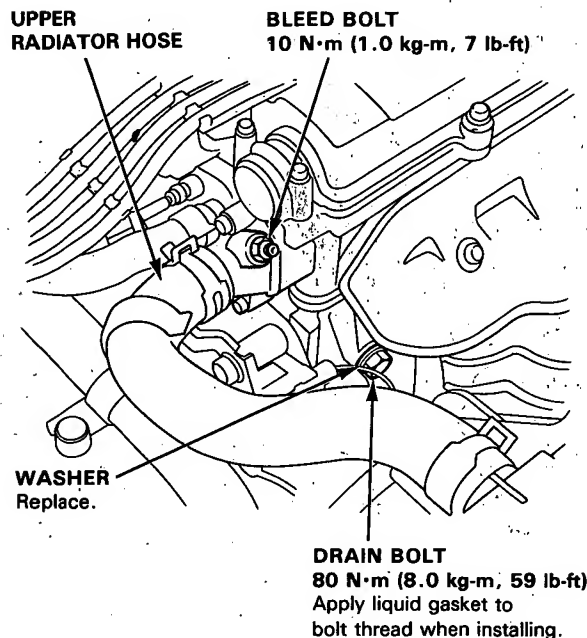 UPPER
RADIATOR HOSE
BLEED BOLT
10 N·m (1.0 kg-m, 7 lb-ft)
WASHER
Replace.
DRAIN BOLT
80 N·m (8.0 kg-m, 59 lb-ft)
Apply liquid gasket to
bolt thread when installing.